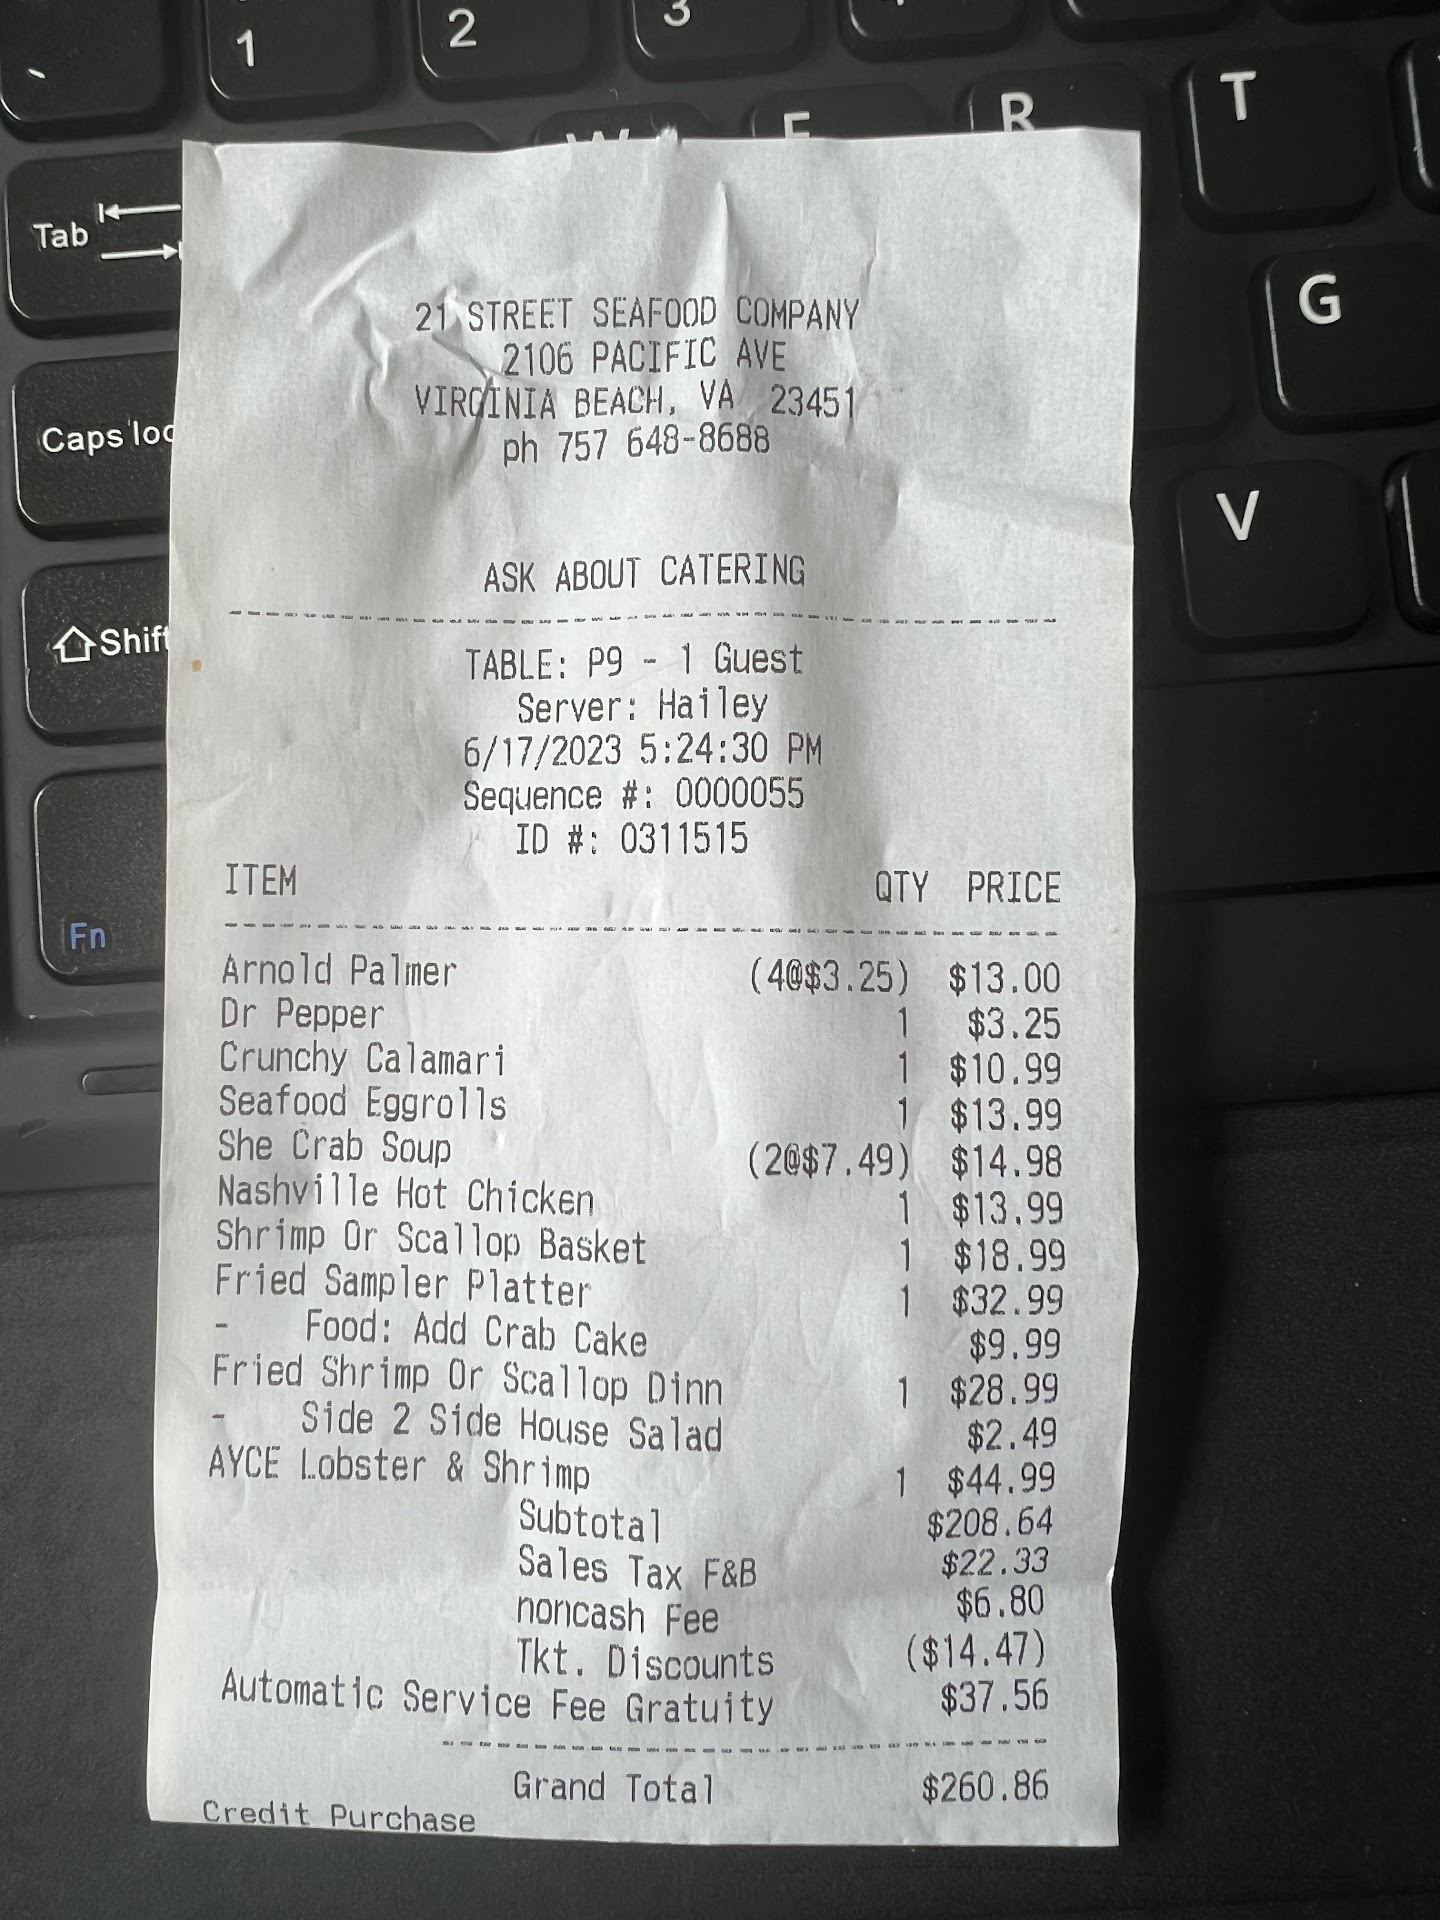 1
2
3
W
E
R
T
Tab
G
Caps loc
V
Shift
Fn
21 STREET SEAFOOD COMPANY
2106 PACIFIC AVE
VIRGINIA BEACH, VA 23451
ph 757 648-8688
ASK ABOUT CATERING
TABLE: P9 - 1 Guest
Server: Hailey
6/17/2023 5:24:30 PM
Sequence #: 0000055
ID #: 0311515
ITEM QTY PRICE
Arnold Palmer (4@$3.25) $13.00
Dr Pepper 1 $3.25
Crunchy Calamari 1 $10.99
Seafood Eggrolls 1 $13.99
She Crab Soup (2@$7.49) $14.98
Nashville Hot Chicken 1 $13.99
Shrimp Or Scallop Basket 1 $18.99
Fried Sampler Platter 1 $32.99
- Food: Add Crab Cake $9.99
Fried Shrimp Or Scallop Dinn 1 $28.99
- Side 2 Side House Salad $2.49
AYCE Lobster & Shrimp 1 $44.99
Subtotal $208.64
Sales Tax F&B $22.33
noncash Fee $6.80
Tkt. Discounts ($14.47)
Automatic Service Fee Gratuity $37.56
Grand Total $260.86
Credit Purchase